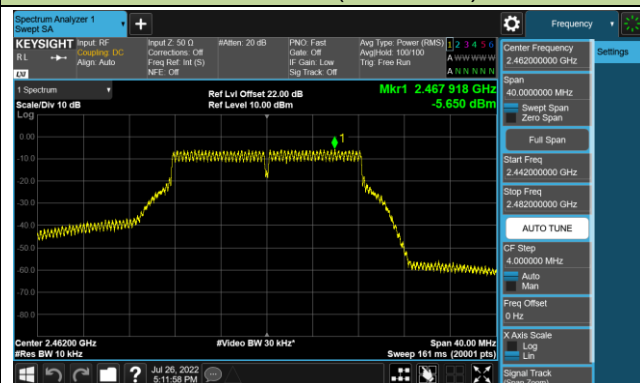 Spectrum Analyzer 1
Swept SA
Frequency
KEYSIGHT
RL
LXI
Input: RF
Coupling: DC
Align: Auto
Input Z: 50 Ω
Corrections: Off
Freq Ref: Int (S)
NFE: Off
#Atten: 20 dB
PNO: Fast
Gate: Off
IF Gain: Low
Sig Track: Off
Avg Type: Power (RMS)
Avg|Hold: 100/100
Trig: Free Run
1 2 3 4 5 6
A W W W W W
A N N N N N
Center Frequency
2.462000000 GHz
Settings
Span
40.0000000 MHz
Swept Span
Zero Span
Full Span
Start Freq
2.442000000 GHz
Stop Freq
2.482000000 GHz
AUTO TUNE
CF Step
4.000000 MHz
Auto
Man
Freq Offset
0 Hz
X Axis Scale
Log
Lin
Signal Track
(Span Zoom)
1 Spectrum
Scale/Div 10 dB
Log
Ref Lvl Offset 22.00 dB
Ref Level 10.00 dBm
Mkr1 2.467 918 GHz
-5.650 dBm
1
0.00
-10.0
-20.0
-30.0
-40.0
-50.0
-60.0
-70.0
-80.0
Center 2.46200 GHz
#Res BW 10 kHz
#Video BW 30 kHz*
Span 40.00 MHz
Sweep 161 ms (20001 pts)
Jul 26, 2022
5:11:58 PM